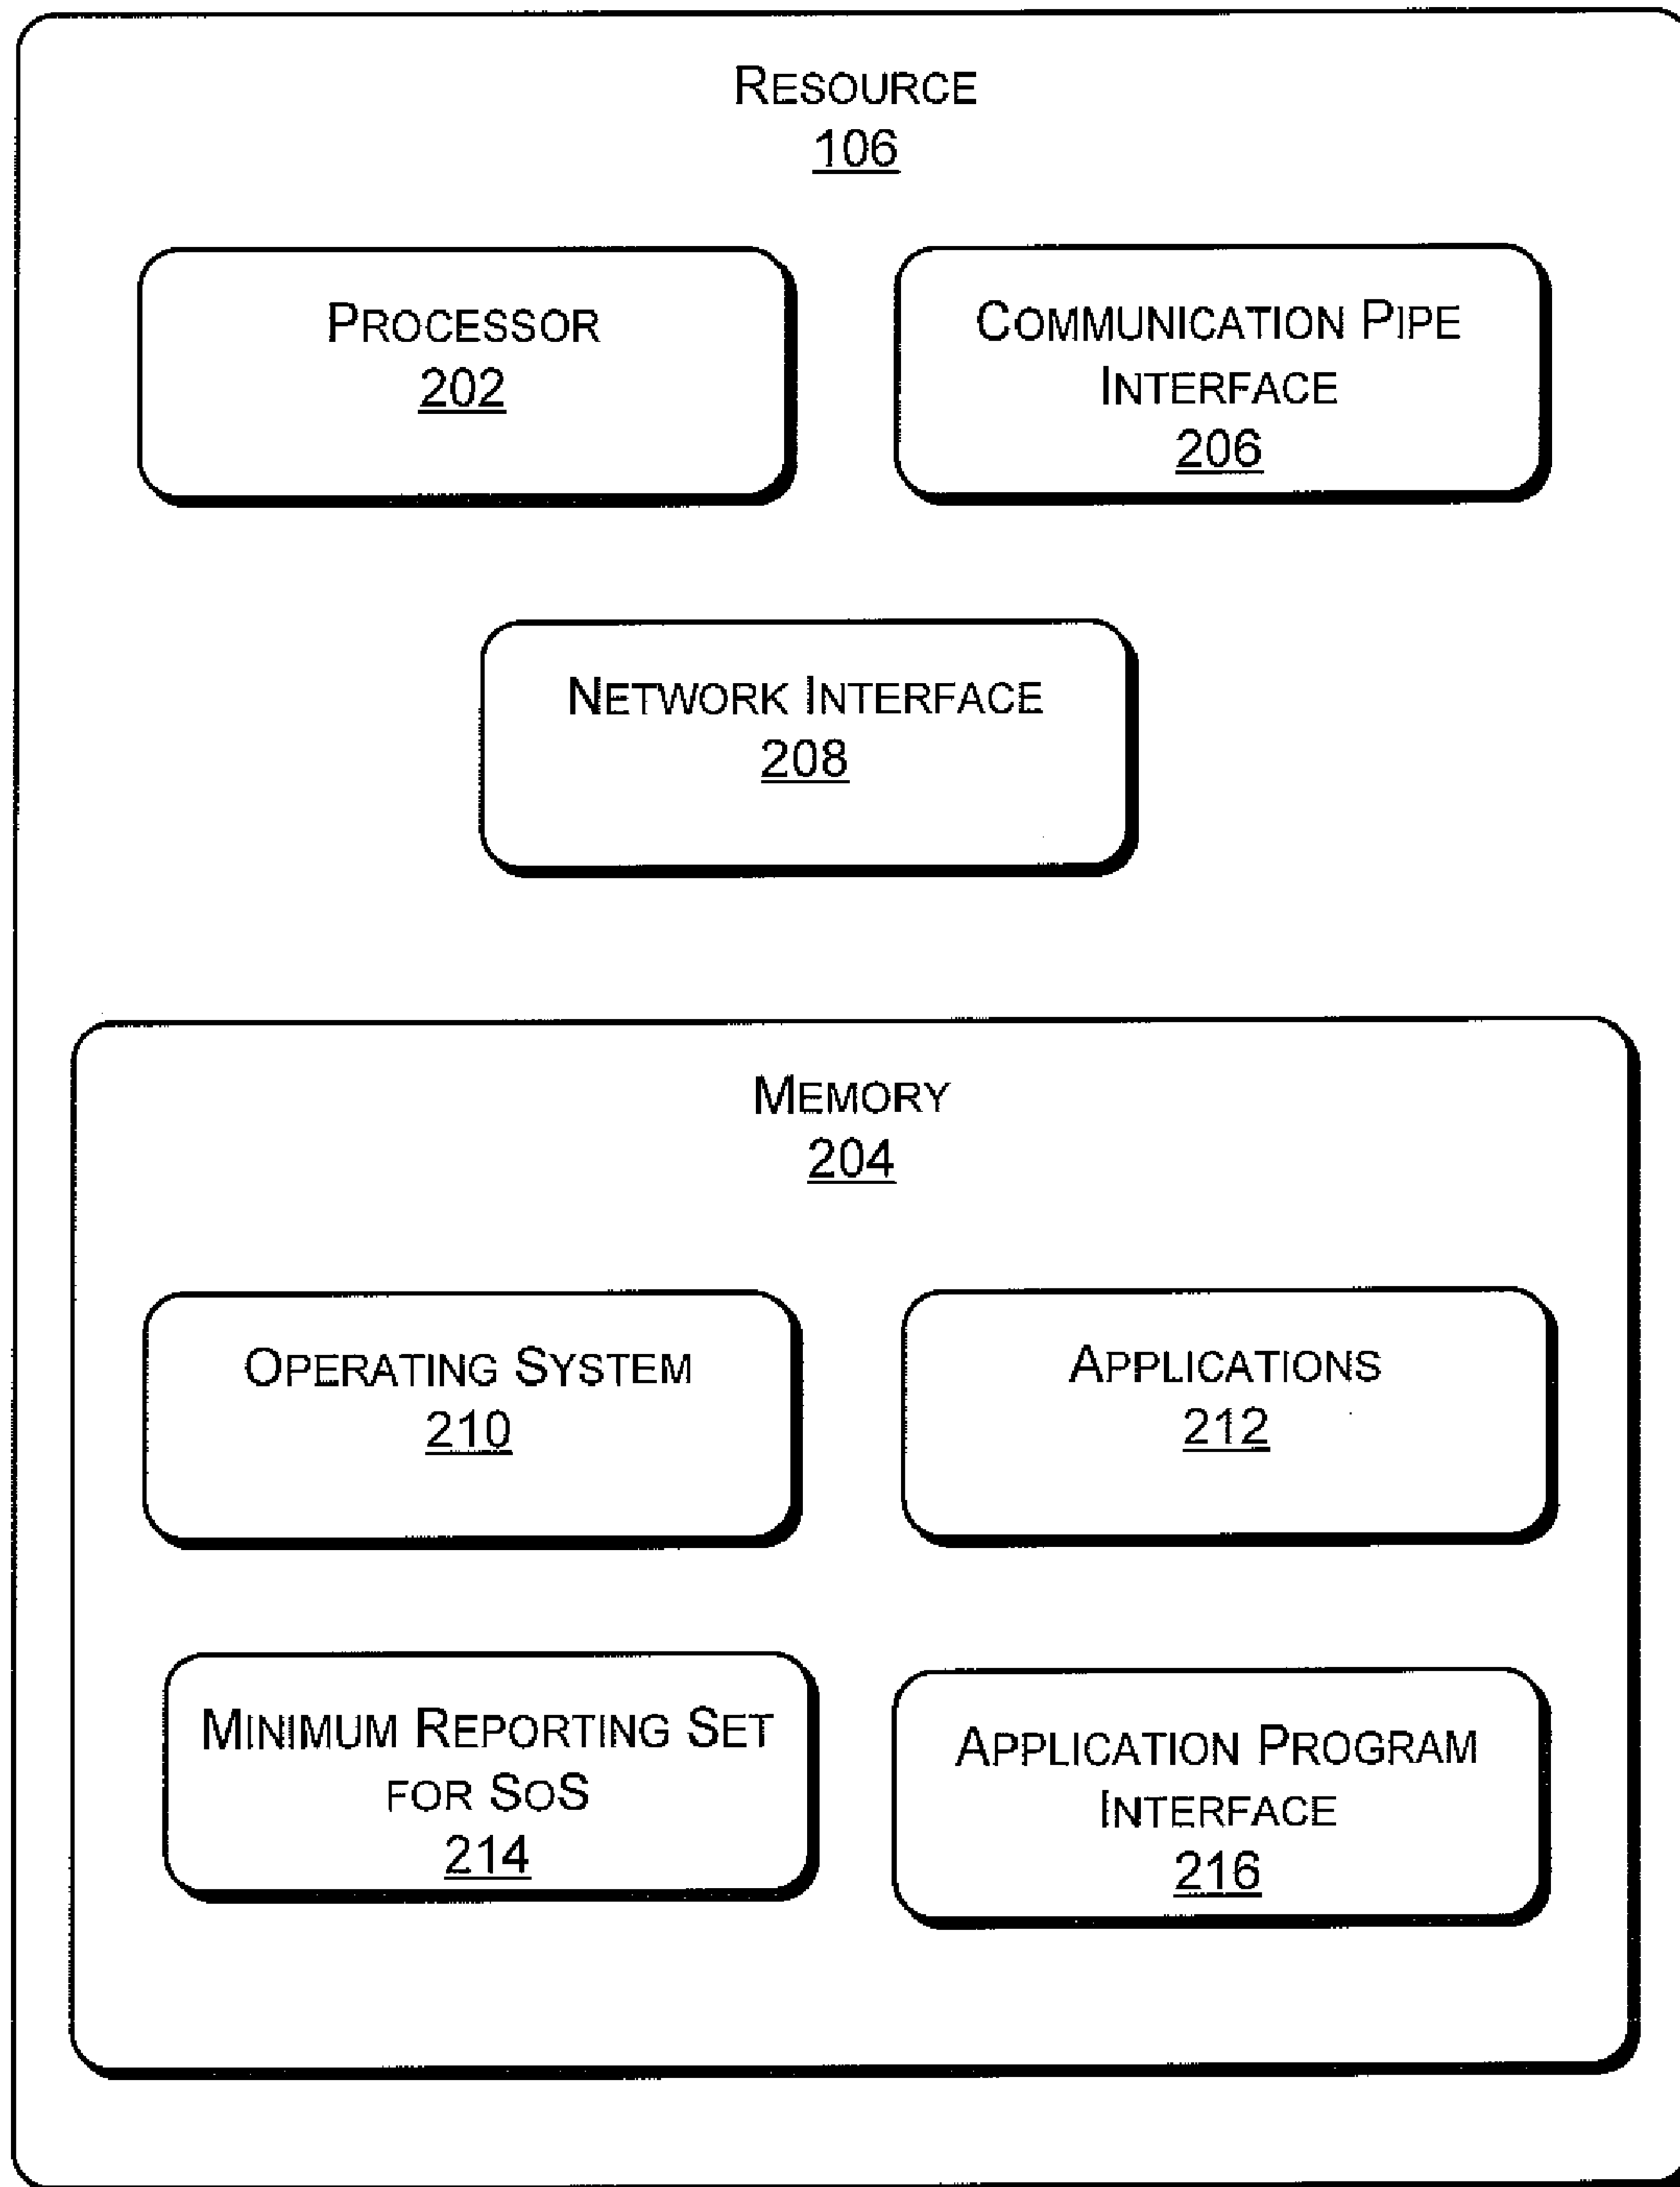 RESOURCE
106
PROCESSOR
202
COMMUNICATION PIPE
INTERFACE
206
NETWORK INTERFACE
208
MEMORY
204
OPERATING SYSTEM
210
APPLICATIONS
212
MINIMUM REPORTING SET
FOR SOS
214
APPLICATION PROGRAM
INTERFACE
216